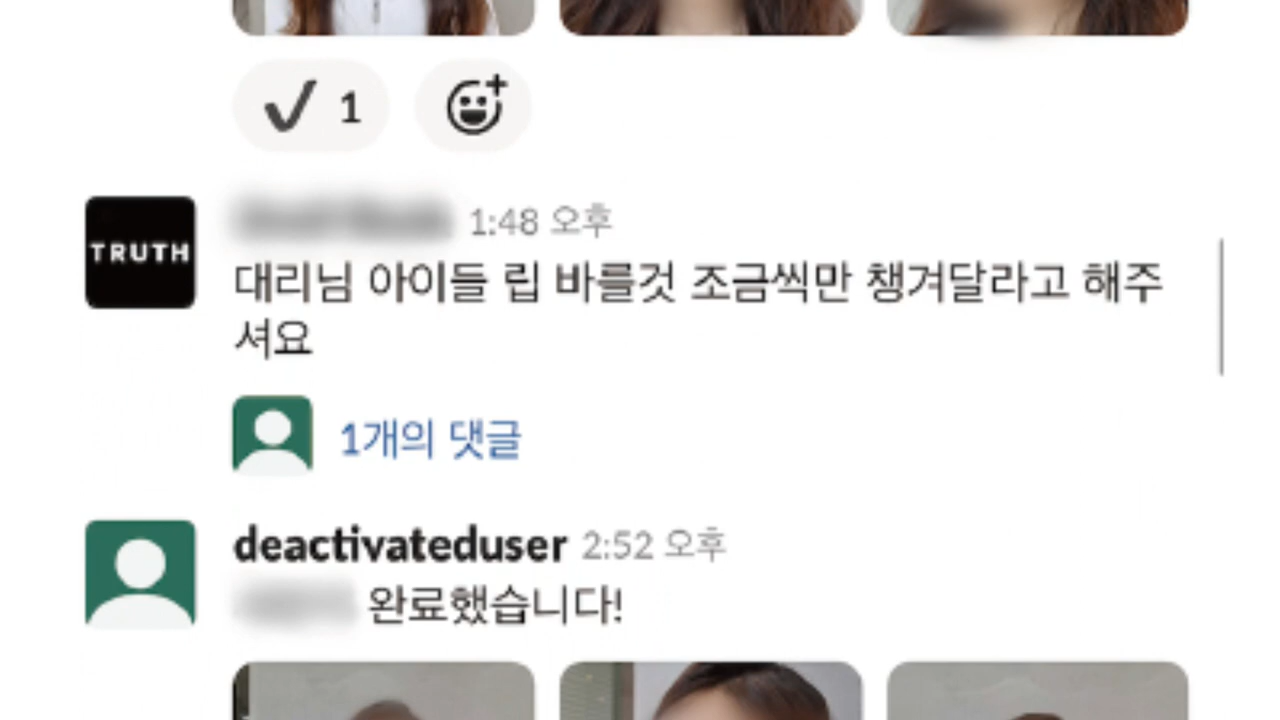 1
TRUTH
1:48 오후
대리님 아이들 립 바를것 조금씩만 챙겨달라고 해주
셔요
1개의 댓글
deactivateduser 2:52 오후
완료했습니다!